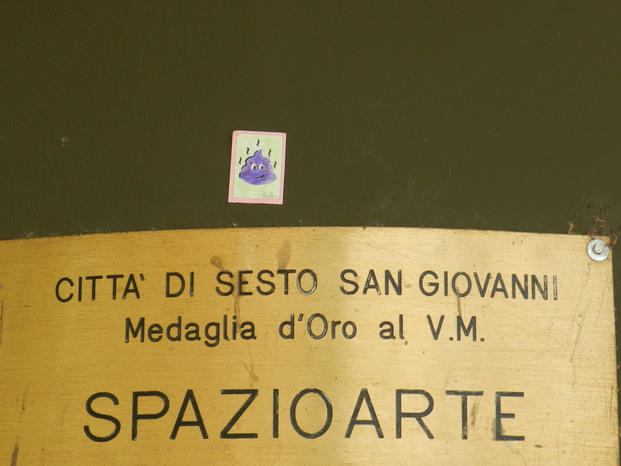 CITTA' DI SESTO SAN GIOVANNI
Medaglia d'Oro al V.M.
SPAZIOARTE